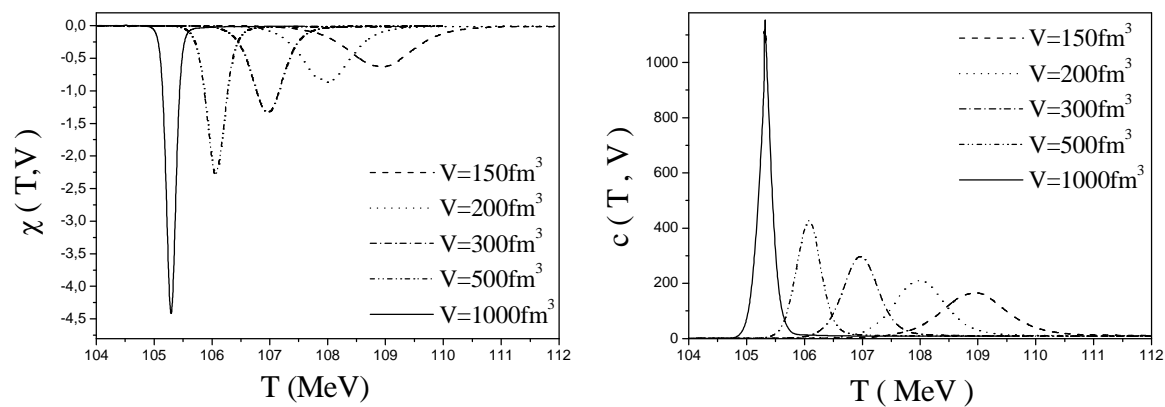 0,0
-0,5
-1,0
-1,5
-2,0
-2,5
-3,0
-3,5
-4,0
-4,5
χ ( T,V )
V=150fm³
V=200fm³
V=300fm³
V=500fm³
V=1000fm³
104 105 106 107 108 109 110 111 112
T (MeV)
1000
800
600
400
200
0
c ( T , V )
V=150fm³
V=200fm³
V=300fm³
V=500fm³
V=1000fm³
104 105 106 107 108 109 110 111 112
T ( MeV )